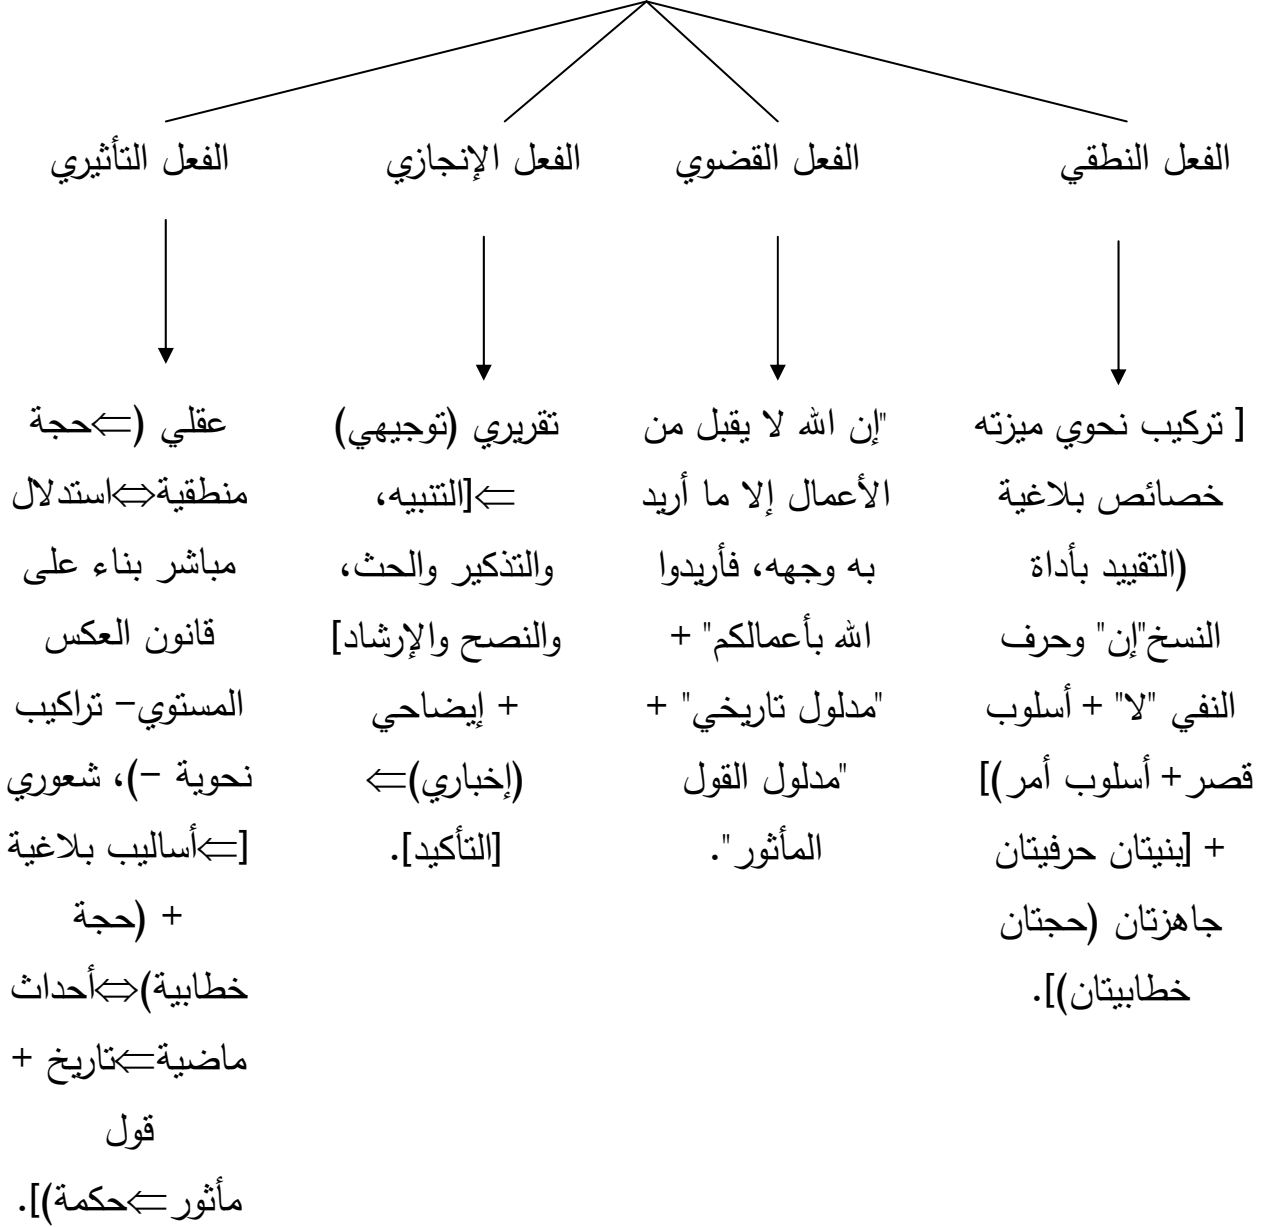 الفعل النطقي
الفعل القضوي
الفعل الإنجازي
الفعل التأثيري
[ تركيب نحوي ميزته
خصائص بلاغية
(التقييد بأداة
النسخ"إن" وحرف
النفي "لا" + أسلوب
قصر + أسلوب أمر)]
+ [بنيتان حرفيتان
جاهزتان (حجتان
خطابيتان)].
"إن الله لا يقبل من
الأعمال إلا ما أريد
به وجهه، فأريدوا
الله بأعمالكم" +
"مدلول تاريخي" +
"مدلول القول
المأثور".
تقريري (توجيهي)
⇐[التنبيه،
والتذكير والحث،
والنصح والإرشاد]
+ إيضاحي
(إخباري)⇐
[التأكيد].
عقلي (⇐حجة
منطقية⇔استدلال
مباشر بناء على
قانون العكس
المستوي– تراكيب
نحوية –)، شعوري
[⇐أساليب بلاغية
+ (حجة
خطابية)⇔أحداث
ماضية⇐تاريخ +
قول
مأثور⇐حكمة)].